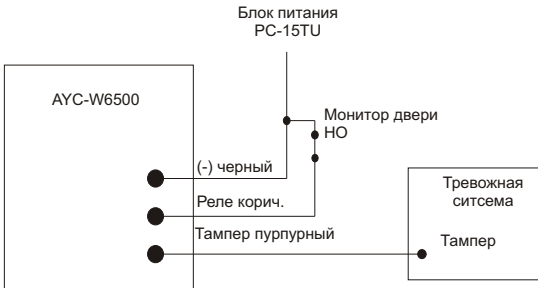 Блок питания
PC-15TU
AYC-W6500
Монитор двери
НО
(-) черный
Реле корич.
Тампер пурпурный
Тревожная
ситсема
Тампер